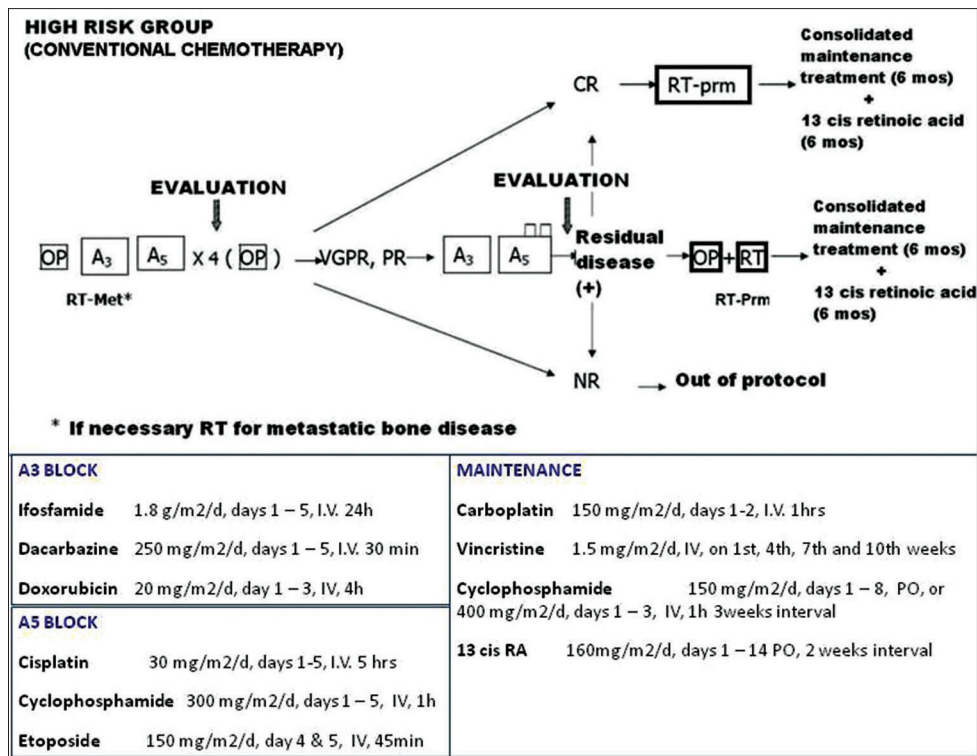 HIGH RISK GROUP
(CONVENTIONAL CHEMOTHERAPY)
CR
RT-prm
Consolidated
maintenance
treatment (6 mos)
+
13 cis retinoic acid
(6 mos)
EVALUATION
EVALUATION
OP A3 A5 X 4 ( OP )
RT-Met*
VGPR, PR
A3 A5
Residual
disease
(+)
OP + RT
RT-Prm
Consolidated
maintenance
treatment (6 mos)
+
13 cis retinoic acid
(6 mos)
NR
Out of protocol
* If necessary RT for metastatic bone disease
A3 BLOCK
Ifosfamide 1.8 g/m2/d, days 1 – 5, I.V. 24h
Dacarbazine 250 mg/m2/d, days 1 – 5, I.V. 30 min
Doxorubicin 20 mg/m2/d, day 1 – 3, IV, 4h
A5 BLOCK
Cisplatin 30 mg/m2/d, days 1-5, I.V. 5 hrs
Cyclophosphamide 300 mg/m2/d, days 1 – 5, IV, 1h
Etoposide 150 mg/m2/d, day 4 & 5, IV, 45min
MAINTENANCE
Carboplatin 150 mg/m2/d, days 1-2, I.V. 1hrs
Vincristine 1.5 mg/m2/d, IV, on 1st, 4th, 7th and 10th weeks
Cyclophosphamide 150 mg/m2/d, days 1 – 8, PO, or
400 mg/m2/d, days 1 – 3, IV, 1h 3weeks interval
13 cis RA 160mg/m2/d, days 1 – 14 PO, 2 weeks interval